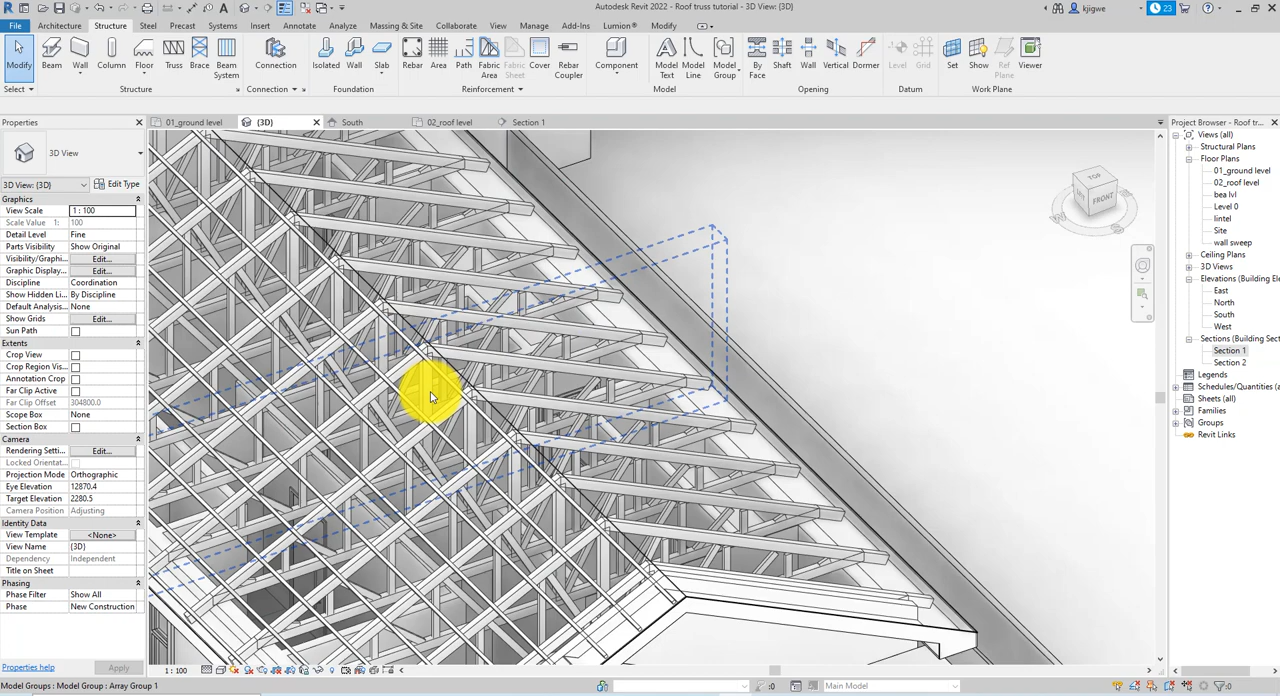 Autodesk Revit 2022 - Roof truss tutorial - 3D View: {3D}
kjigwe
23
File Architecture Structure Steel Precast Systems Insert Annotate Analyze Massing & Site Collaborate View Manage Add-Ins Lumion® Modify
Modify Beam Wall Column Floor Truss Brace Beam System Connection Isolated Wall Slab Rebar Area Path Fabric Area Fabric Sheet Cover Rebar Coupler Component Model Text Model Line Model Group By Face Shaft Wall Vertical Dormer Level Grid Set Show Ref Plane Viewer
Select Structure Connection Foundation Reinforcement Model Opening Datum Work Plane
Properties
01_ground level {3D} South 02_roof level Section 1
3D View
3D View: {3D} Edit Type
Graphics
View Scale 1 : 100
Scale Value 1: 100
Detail Level Fine
Parts Visibility Show Original
Visibility/Graphi... Edit...
Graphic Display... Edit...
Discipline Coordination
Show Hidden Li... By Discipline
Default Analysis... None
Show Grids Edit...
Sun Path
Extents
Crop View
Crop Region Vis...
Annotation Crop
Far Clip Active
Far Clip Offset 304800.0
Scope Box None
Section Box
Camera
Rendering Setti... Edit...
Locked Orientat...
Projection Mode Orthographic
Eye Elevation 12870.4
Target Elevation 2280.5
Camera Position Adjusting
Identity Data
View Template <None>
View Name {3D}
Dependency Independent
Title on Sheet
Phasing
Phase Filter Show All
Phase New Construction
Properties help Apply
TOP
FRONT
W
Project Browser - Roof tr...
Views (all)
Structural Plans
Floor Plans
01_ground level
02_roof level
bea lvl
Level 0
lintel
Site
wall sweep
Ceiling Plans
3D Views
Elevations (Building Ele
East
North
South
West
Sections (Building Sect
Section 1
Section 2
Legends
Schedules/Quantities (a
Sheets (all)
Families
Groups
Revit Links
1 : 100
Model Groups : Model Group : Array Group 1
:0
Main Model
:0